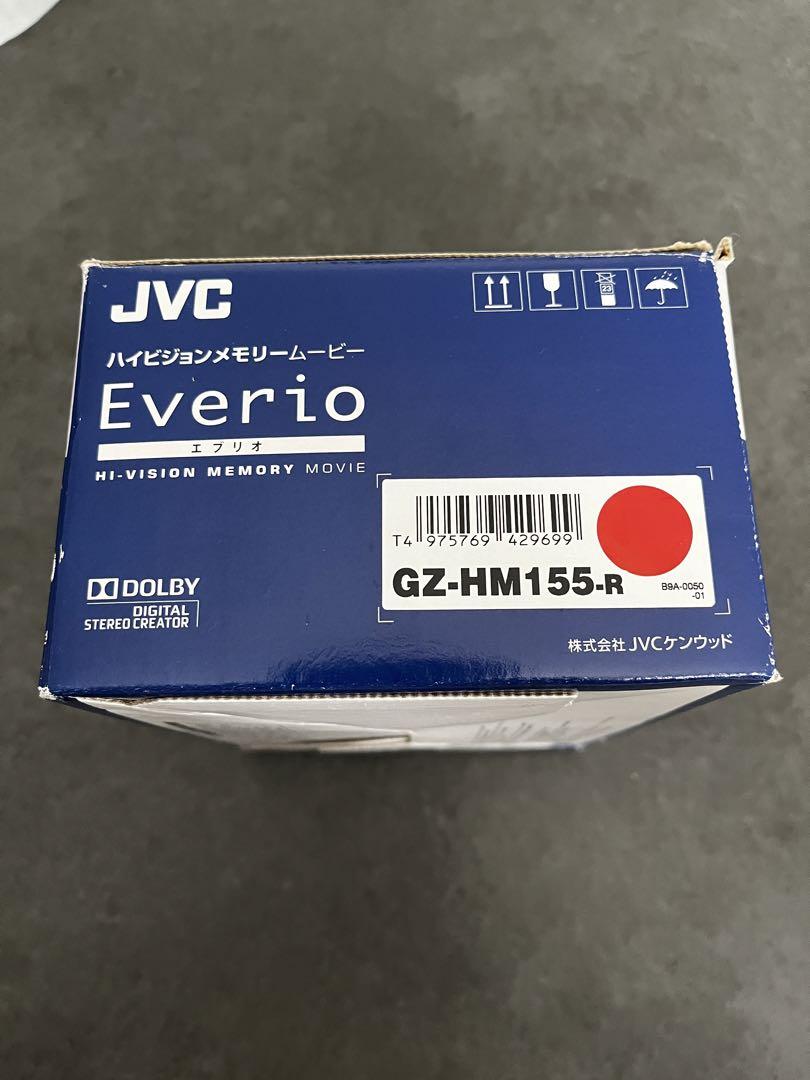 JVC
23
ハイビジョンメモリームービー
Everio
エブリオ
HI-VISION MEMORY MOVIE
T4 975769 429699
GZ-HM155-R
B9A-0050
-01
DOLBY
DIGITAL
STEREO CREATOR
株式会社 JVCケンウッド